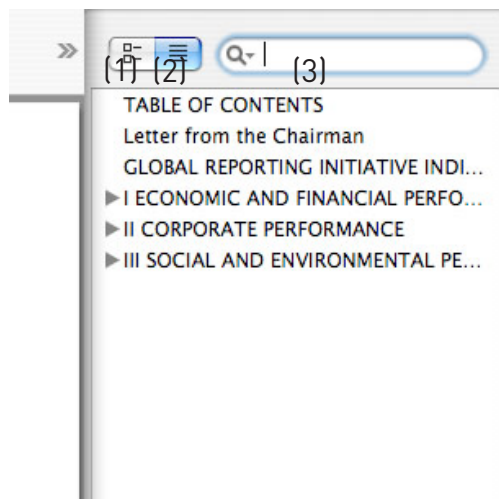 (1) (2) (3)
TABLE OF CONTENTS
Letter from the Chairman
GLOBAL REPORTING INITIATIVE INDI...
I ECONOMIC AND FINANCIAL PERFO...
II CORPORATE PERFORMANCE
III SOCIAL AND ENVIRONMENTAL PE...